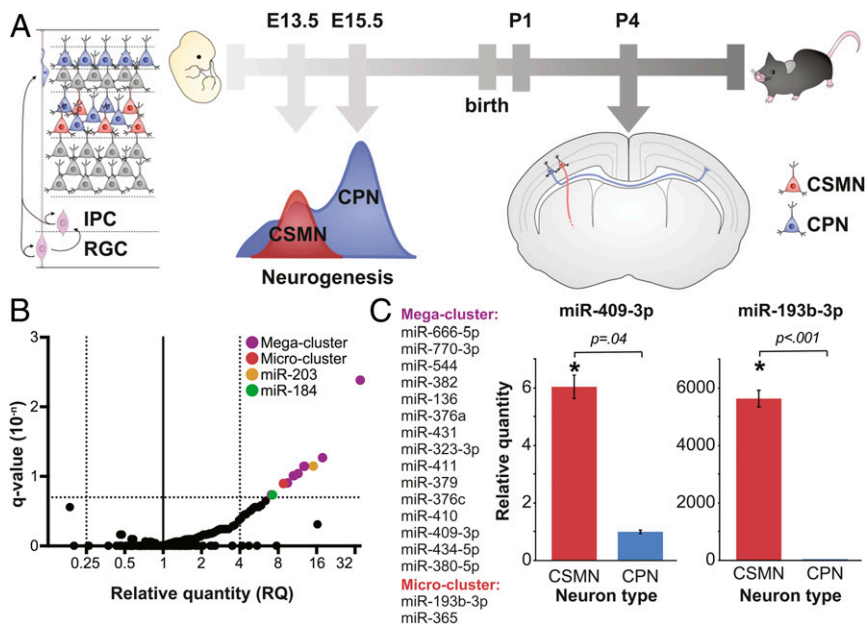 A
E13.5 E15.5 P1 P4
birth
IPC
RGC
CPN
CSMN
Neurogenesis
CSMN
CPN
B
q-value (10⁻ⁿ)
3
2
1
0
Mega-cluster
Micro-cluster
miR-203
miR-184
0.25 0.5 1 2 4 8 16 32
Relative quantity (RQ)
C
Mega-cluster:
miR-666-5p
miR-770-3p
miR-544
miR-382
miR-136
miR-376a
miR-431
miR-323-3p
miR-411
miR-379
miR-376c
miR-410
miR-409-3p
miR-434-5p
miR-380-5p
Micro-cluster:
miR-193b-3p
miR-365
miR-409-3p
p=.04
*
Relative quantity
6
4
2
0
CSMN CPN
Neuron type
miR-193b-3p
p<.001
*
6000
4000
2000
0
CSMN CPN
Neuron type